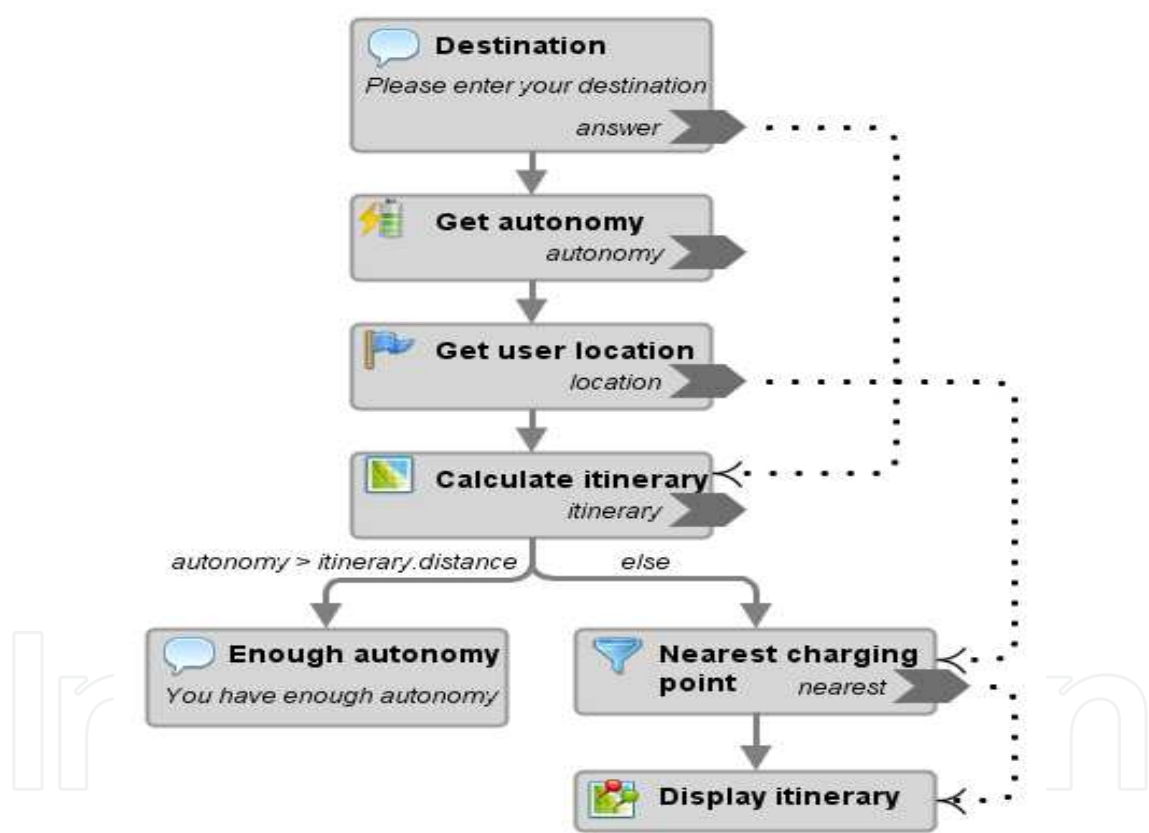 Destination
Please enter your destination
answer
Get autonomy
autonomy
Get user location
location
Calculate itinerary
itinerary
autonomy > itinerary.distance
else
Enough autonomy
You have enough autonomy
Nearest charging
point
nearest
Display itinerary